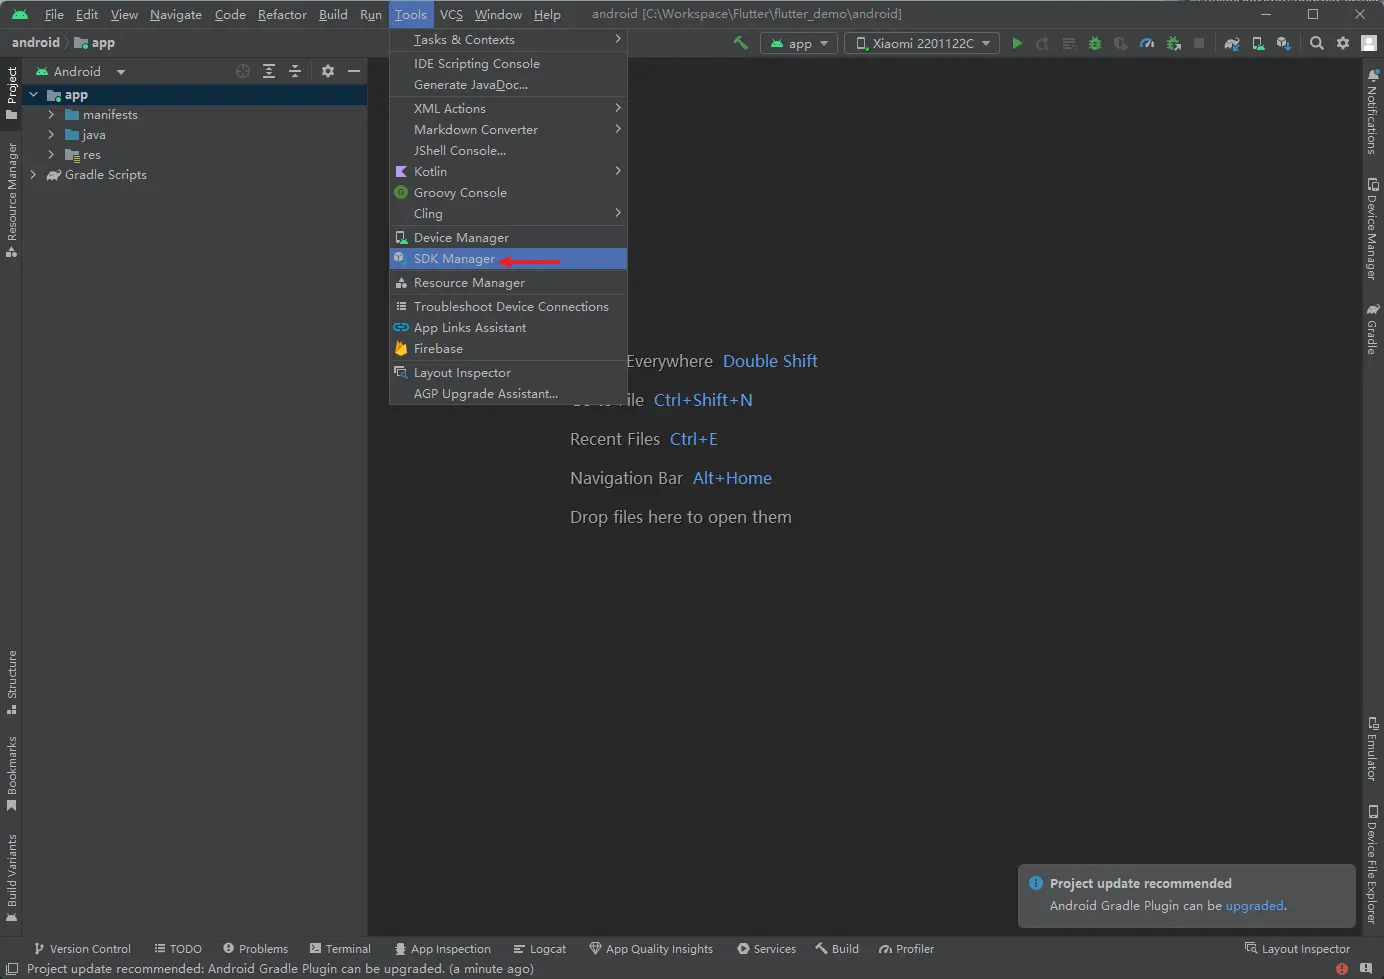 File Edit View Navigate Code Refactor Build Run Tools VCS Window Help android [C:\Workspace\Flutter\flutter_demo\android]
android app
app Xiaomi 2201122C
Android
app
manifests
java
res
Gradle Scripts
Tasks & Contexts
IDE Scripting Console
Generate JavaDoc...
XML Actions
Markdown Converter
JShell Console...
Kotlin
Groovy Console
Cling
Device Manager
SDK Manager
Resource Manager
Troubleshoot Device Connections
App Links Assistant
Firebase
Layout Inspector
AGP Upgrade Assistant...
Everywhere Double Shift
File Ctrl+Shift+N
Recent Files Ctrl+E
Navigation Bar Alt+Home
Drop files here to open them
Project
Resource Manager
Structure
Bookmarks
Build Variants
Notifications
Device Manager
Gradle
Emulator
Device File Explorer
Project update recommended
Android Gradle Plugin can be upgraded.
Version Control TODO Problems Terminal App Inspection Logcat App Quality Insights Services Build Profiler Layout Inspector
Project update recommended: Android Gradle Plugin can be upgraded. (a minute ago)